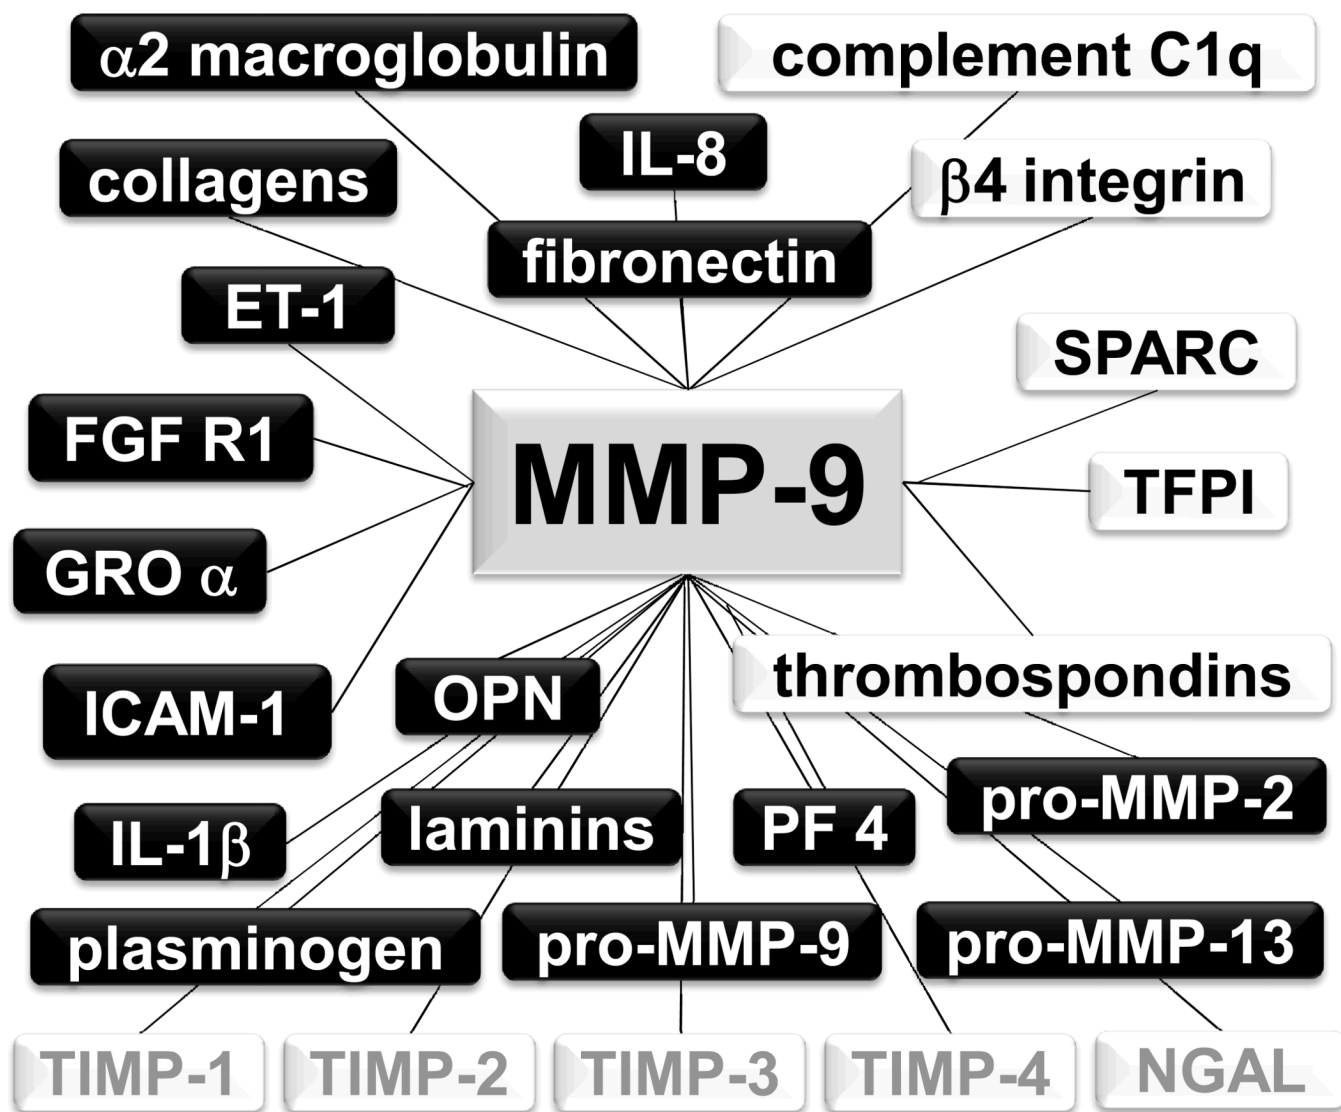 α2 macroglobulin
complement C1q
IL-8
collagens
β4 integrin
fibronectin
ET-1
SPARC
FGF R1
MMP-9
TFPI
GRO α
thrombospondins
OPN
ICAM-1
pro-MMP-2
IL-1β
laminins
PF 4
plasminogen
pro-MMP-9
pro-MMP-13
TIMP-1
TIMP-2
TIMP-3
TIMP-4
NGAL